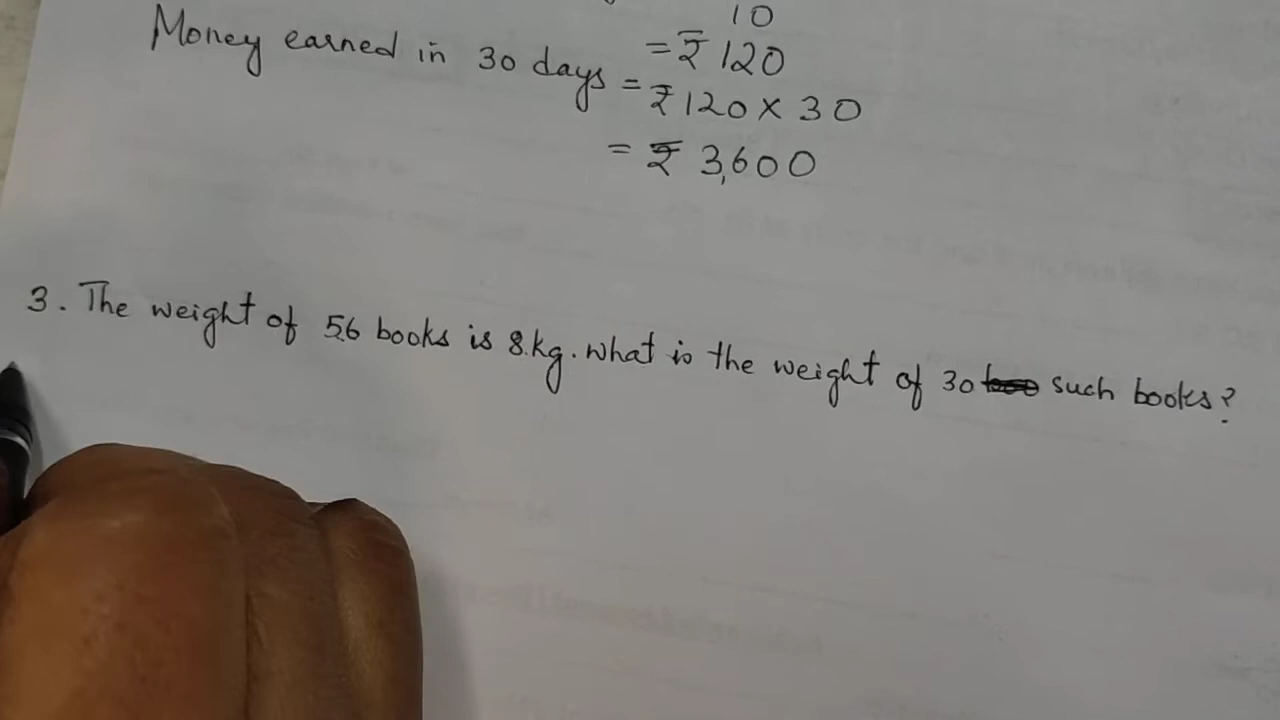 10
= ₹ 120
Money earned in 30 days = ₹ 120 × 30
= ₹ 3,600
3. The weight of 56 books is 8 kg. what is the weight of 30 such books?